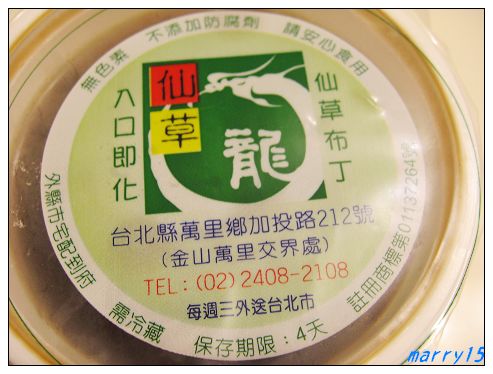 無色素 不添加防腐劑 請安心食用
仙草
龍
入口即化
仙草布丁
台北縣萬里鄉加投路212號
(金山萬里交界處)
TEL:(02)2408-2108
每週三外送台北市
外縣市宅配到府
需冷藏 保存期限:4天
註冊商標第01137264號
marry15